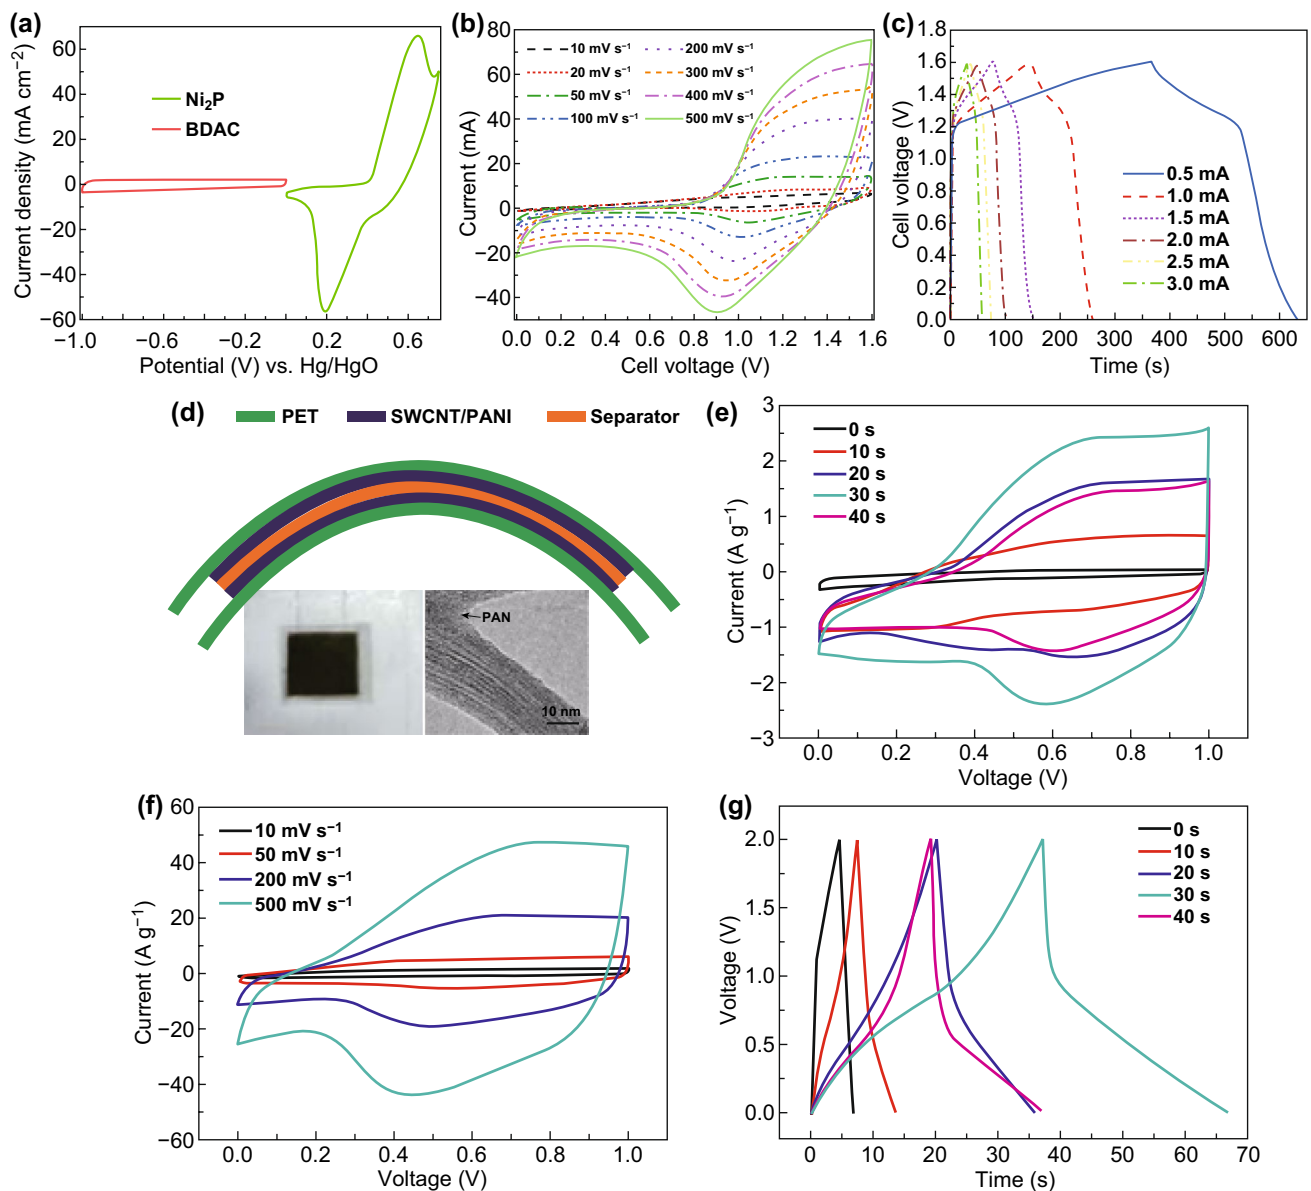 (a)
Current density (mA cm−2)
60
40
20
0
−20
−40
−60
Ni2P
BDAC
−1.0
−0.6
−0.2
0.2
0.6
Potential (V) vs. Hg/HgO
(b)
Current (mA)
80
60
40
20
0
−20
−40
10 mV s−1
20 mV s−1
50 mV s−1
100 mV s−1
200 mV s−1
300 mV s−1
400 mV s−1
500 mV s−1
0.0 0.2 0.4 0.6 0.8 1.0 1.2 1.4 1.6
Cell voltage (V)
(c)
Cell voltage (V)
1.8
1.6
1.4
1.2
1.0
0.8
0.6
0.4
0.2
0.0
0.5 mA
1.0 mA
1.5 mA
2.0 mA
2.5 mA
3.0 mA
0 100 200 300 400 500 600
Time (s)
(d)
PET
SWCNT/PANI
Separator
PAN
10 nm
(e)
Current (A g−1)
3
2
1
0
−1
−2
−3
0 s
10 s
20 s
30 s
40 s
0.0 0.2 0.4 0.6 0.8 1.0
Voltage (V)
(f)
Current (A g−1)
60
40
20
0
−20
−40
−60
10 mV s−1
50 mV s−1
200 mV s−1
500 mV s−1
0.0 0.2 0.4 0.6 0.8 1.0
Voltage (V)
(g)
Voltage (V)
2.0
1.5
1.0
0.5
0.0
0 s
10 s
20 s
30 s
40 s
0 10 20 30 40 50 60 70
Time (s)